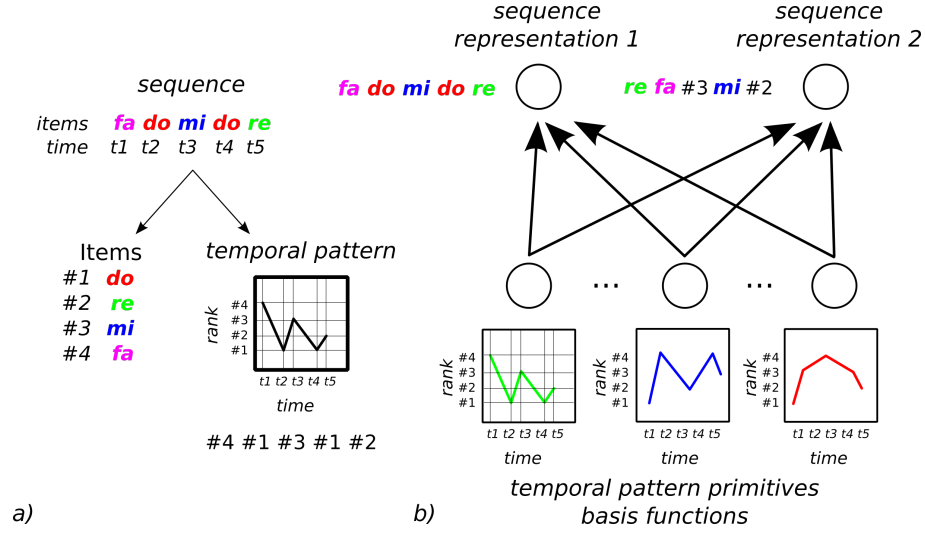 sequence
items fa do mi do re
time t1 t2 t3 t4 t5
Items
#1 do
#2 re
#3 mi
#4 fa
temporal pattern
rank
#4
#3
#2
#1
t1 t2 t3 t4 t5
time
#4 #1 #3 #1 #2
a)
sequence
representation 1
fa do mi do re
sequence
representation 2
re fa #3 mi #2
... ...
rank
#4
#3
#2
#1
t1 t2 t3 t4 t5
time
rank
#4
#3
#2
#1
t1 t2 t3 t4 t5
time
rank
#4
#3
#2
#1
t1 t2 t3 t4 t5
time
temporal pattern primitives
basis functions
b)